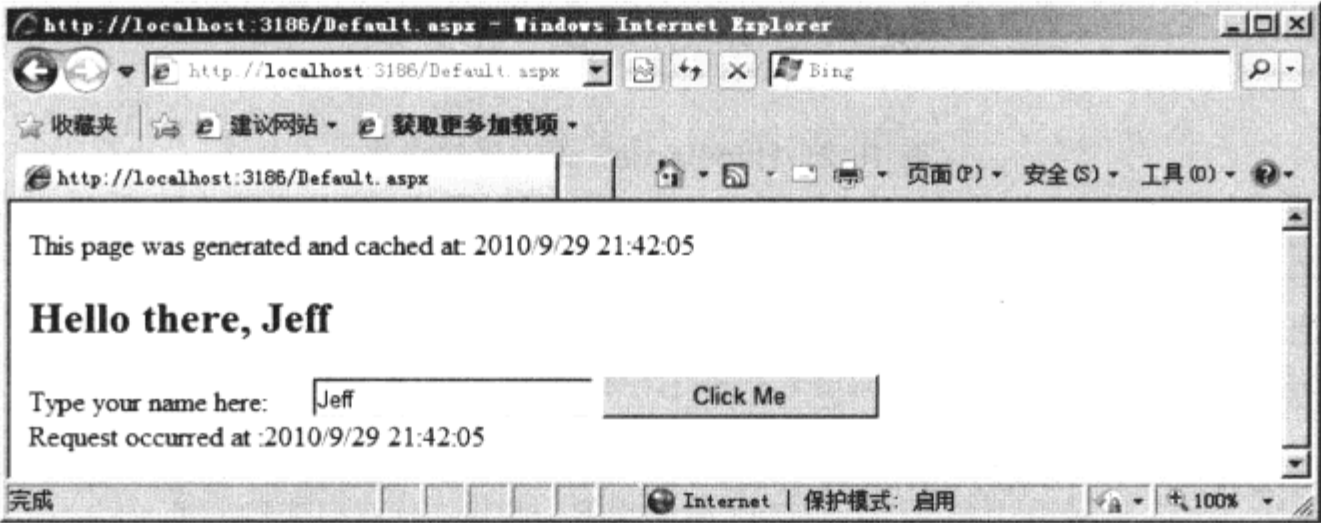 http://localhost:3186/Default.aspx - Windows Internet Explorer
http://localhost:3186/Default.aspx Bing
收藏夹 建议网站 获取更多加载项
http://localhost:3186/Default.aspx 页面(P) 安全(S) 工具(O)
This page was generated and cached at: 2010/9/29 21:42:05
Hello there, Jeff
Type your name here: Jeff Click Me
Request occurred at :2010/9/29 21:42:05
完成 Internet | 保护模式: 启用 100%